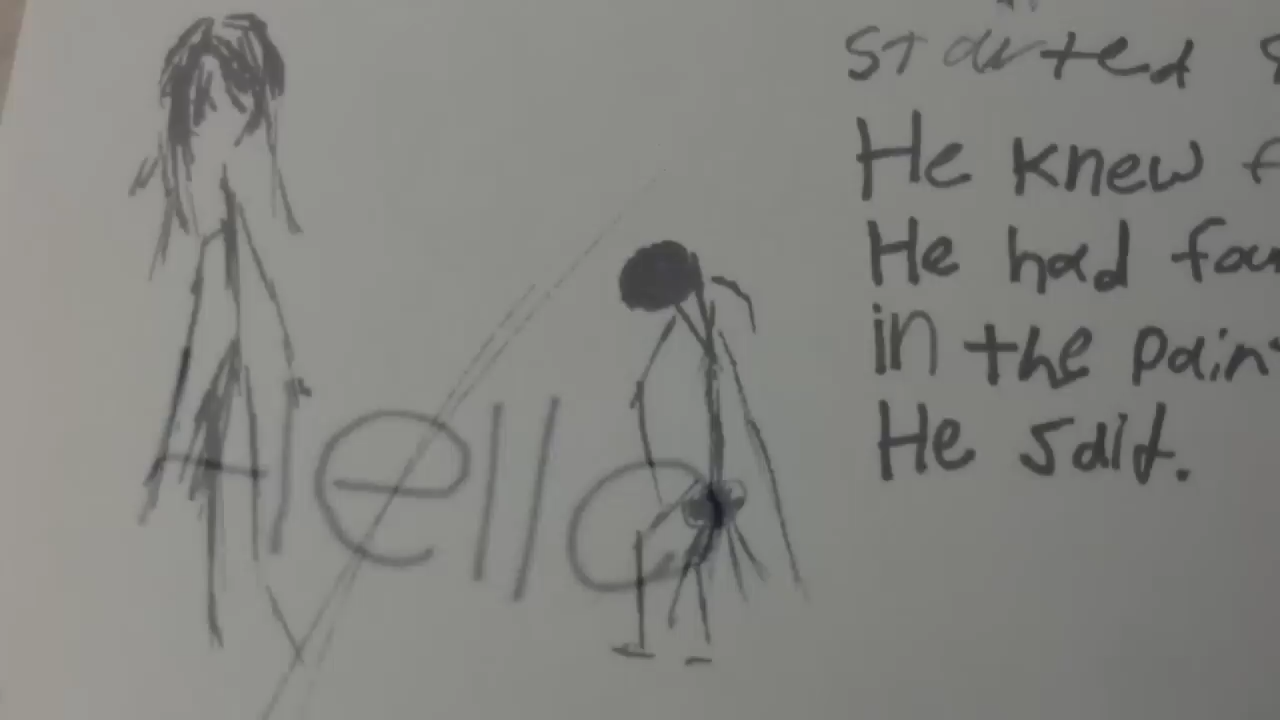 Hello
started
He knew
He had
in the
He said.